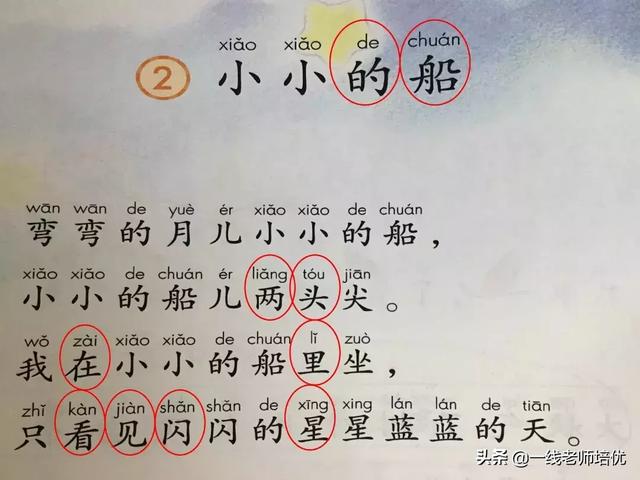 xiǎo xiǎo de chuán
② 小小的船
wān wān de yuè ér xiǎo xiǎo de chuán
弯弯的月儿小小的船，
xiǎo xiǎo de chuán ér liǎng tóu jiān
小小的船儿两头尖。
wǒ zài xiǎo xiǎo de chuán lǐ zuò
我在小小的船里坐，
zhǐ kàn jiàn shǎn shǎn de xīng xing lán lán de tiān
只看见闪闪的星星蓝蓝的天。
头条 @一线老师培优